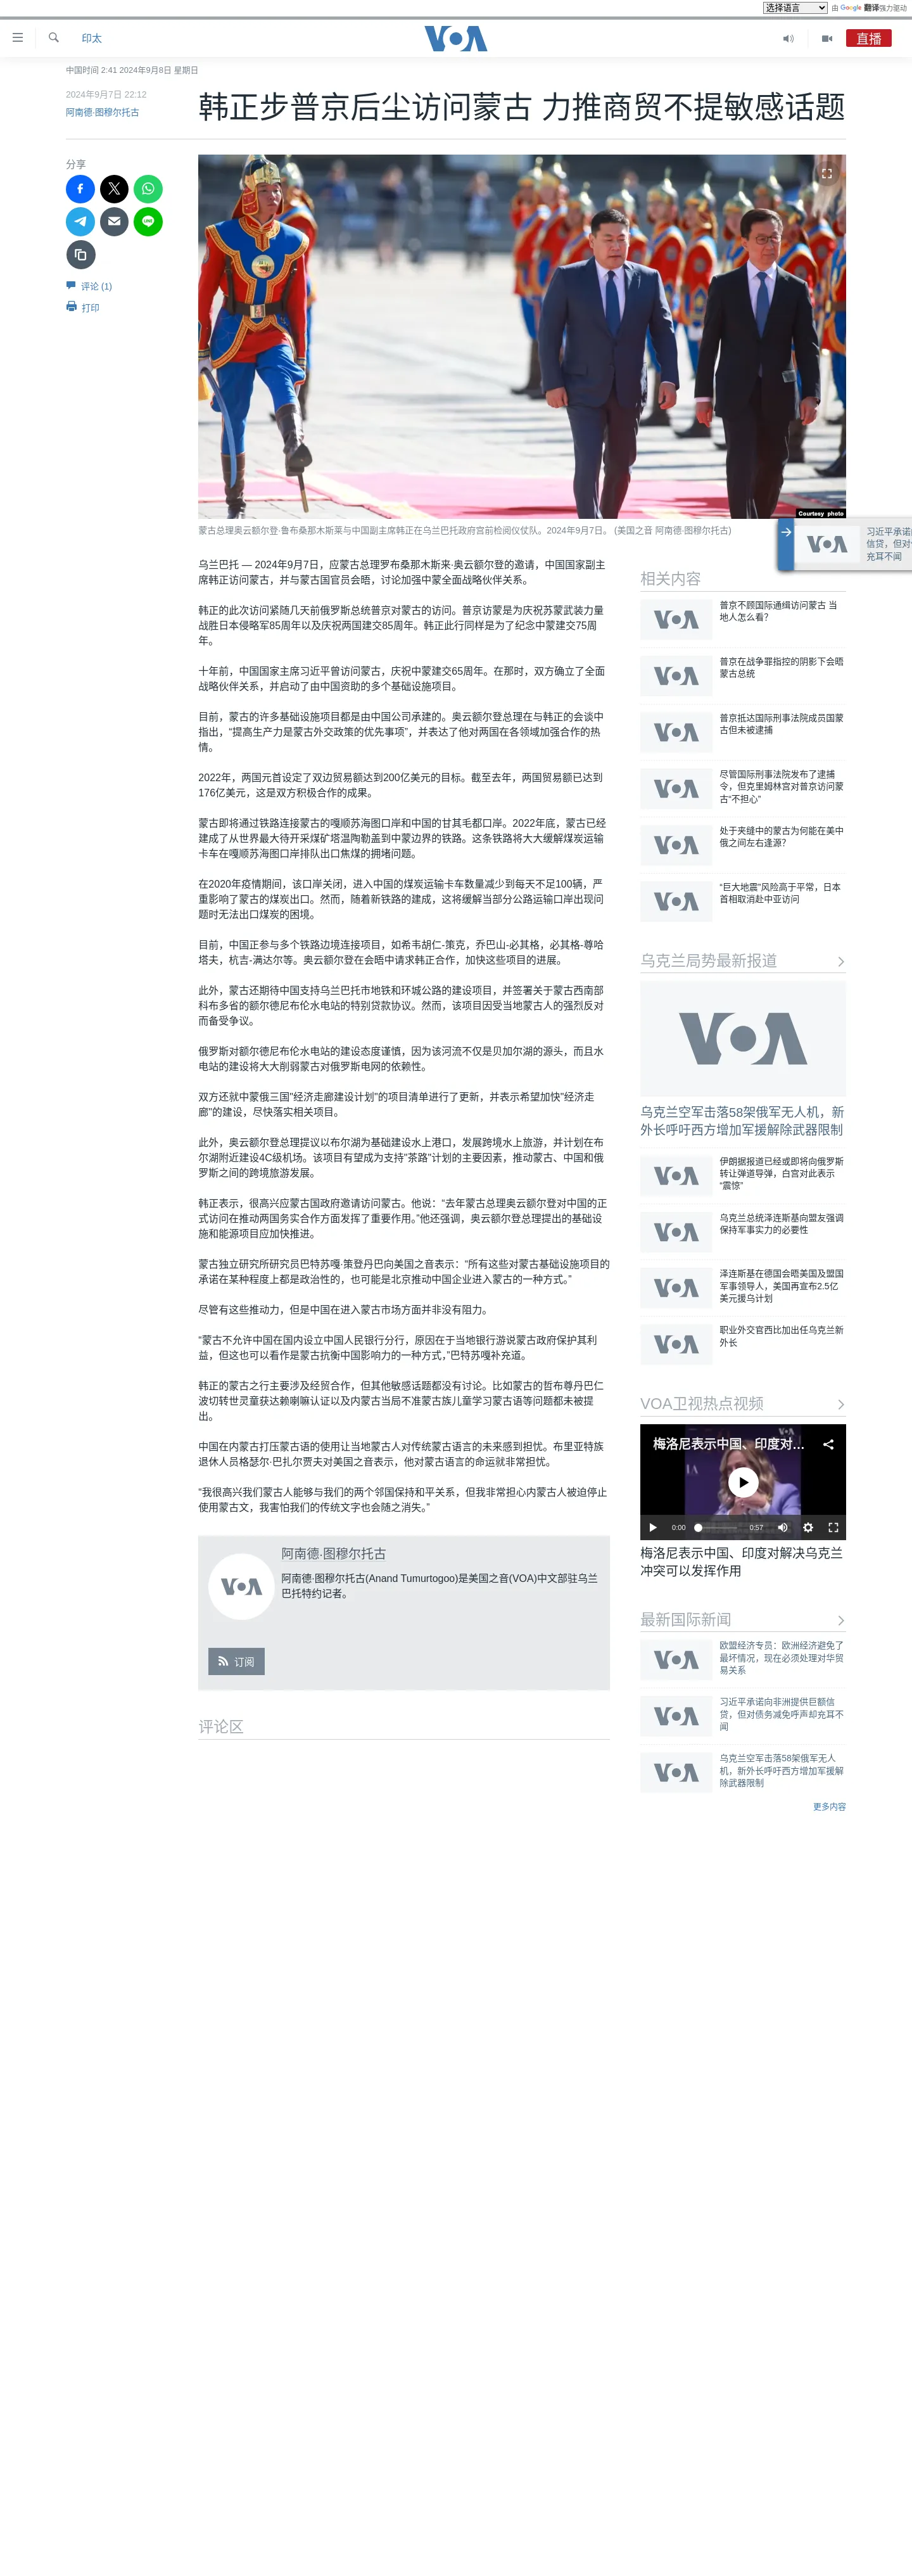 选择语言 由 Google 翻译强力驱动
印太
VOA
直播
中国时间 2:41 2024年9月8日 星期日
2024年9月7日 22:12
阿南德·图穆尔托古
韩正步普京后尘访问蒙古 力推商贸不提敏感话题
分享
LINE
评论 (1)
打印
Courtesy photo
蒙古总理奥云额尔登·鲁布桑那木斯莱与中国副主席韩正在乌兰巴托政府宫前检阅仪仗队。2024年9月7日。 (美国之音 阿南德·图穆尔托古)
VOA
习近平承诺
信贷，但对
充耳不闻
乌兰巴托 — 2024年9月7日，应蒙古总理罗布桑那木斯来·奥云额尔登的邀请，中国国家副主
席韩正访问蒙古，并与蒙古国官员会晤，讨论加强中蒙全面战略伙伴关系。
韩正的此次访问紧随几天前俄罗斯总统普京对蒙古的访问。普京访蒙是为庆祝苏蒙武装力量
战胜日本侵略军85周年以及庆祝两国建交85周年。韩正此行同样是为了纪念中蒙建交75周
年。
十年前，中国国家主席习近平曾访问蒙古，庆祝中蒙建交65周年。在那时，双方确立了全面
战略伙伴关系，并启动了由中国资助的多个基础设施项目。
目前，蒙古的许多基础设施项目都是由中国公司承建的。奥云额尔登总理在与韩正的会谈中
指出，“提高生产力是蒙古外交政策的优先事项”，并表达了他对两国在各领域加强合作的热
情。
2022年，两国元首设定了双边贸易额达到200亿美元的目标。截至去年，两国贸易额已达到
176亿美元，这是双方积极合作的成果。
蒙古即将通过铁路连接蒙古的嘎顺苏海图口岸和中国的甘其毛都口岸。2022年底，蒙古已经
建成了从世界最大待开采煤矿塔温陶勒盖到中蒙边界的铁路。这条铁路将大大缓解煤炭运输
卡车在嘎顺苏海图口岸排队出口焦煤的拥堵问题。
在2020年疫情期间，该口岸关闭，进入中国的煤炭运输卡车数量减少到每天不足100辆，严
重影响了蒙古的煤炭出口。然而，随着新铁路的建成，这将缓解当部分公路运输口岸出现问
题时无法出口煤炭的困境。
目前，中国正参与多个铁路边境连接项目，如希韦胡仁-策克，乔巴山-必其格，必其格-尊哈
塔夫，杭吉-满达尔等。奥云额尔登在会晤中请求韩正合作，加快这些项目的进展。
此外，蒙古还期待中国支持乌兰巴托市地铁和环城公路的建设项目，并签署关于蒙古西南部
科布多省的额尔德尼布伦水电站的特别贷款协议。然而，该项目因受当地蒙古人的强烈反对
而备受争议。
俄罗斯对额尔德尼布伦水电站的建设态度谨慎，因为该河流不仅是贝加尔湖的源头，而且水
电站的建设将大大削弱蒙古对俄罗斯电网的依赖性。
双方还就中蒙俄三国"经济走廊建设计划"的项目清单进行了更新，并表示希望加快"经济走
廊"的建设，尽快落实相关项目。
此外，奥云额尔登总理提议以布尔湖为基础建设水上港口，发展跨境水上旅游，并计划在布
尔湖附近建设4C级机场。该项目有望成为支持"茶路"计划的主要因素，推动蒙古、中国和俄
罗斯之间的跨境旅游发展。
韩正表示，很高兴应蒙古国政府邀请访问蒙古。他说：“去年蒙古总理奥云额尔登对中国的正
式访问在推动两国务实合作方面发挥了重要作用。”他还强调，奥云额尔登总理提出的基础设
施和能源项目应加快推进。
蒙古独立研究所研究员巴特苏嘎·策登丹巴向美国之音表示：“所有这些对蒙古基础设施项目的
承诺在某种程度上都是政治性的，也可能是北京推动中国企业进入蒙古的一种方式。”
尽管有这些推动力，但是中国在进入蒙古市场方面并非没有阻力。
“蒙古不允许中国在国内设立中国人民银行分行，原因在于当地银行游说蒙古政府保护其利
益，但这也可以看作是蒙古抗衡中国影响力的一种方式，”巴特苏嘎补充道。
韩正的蒙古之行主要涉及经贸合作，但其他敏感话题都没有讨论。比如蒙古的哲布尊丹巴仁
波切转世灵童获达赖喇嘛认证以及内蒙古当局不准蒙古族儿童学习蒙古语等问题都未被提
出。
中国在内蒙古打压蒙古语的使用让当地蒙古人对传统蒙古语言的未来感到担忧。布里亚特族
退休人员格瑟尔·巴扎尔贾夫对美国之音表示，他对蒙古语言的命运就非常担忧。
“我很高兴我们蒙古人能够与我们的两个邻国保持和平关系，但我非常担心内蒙古人被迫停止
使用蒙古文，我害怕我们的传统文字也会随之消失。”
VOA
阿南德·图穆尔托古
阿南德·图穆尔托古(Anand Tumurtogoo)是美国之音(VOA)中文部驻乌兰
巴托特约记者。
订阅
评论区
相关内容
VOA
普京不顾国际通缉访问蒙古 当
地人怎么看？
VOA
普京在战争罪指控的阴影下会晤
蒙古总统
VOA
普京抵达国际刑事法院成员国蒙
古但未被逮捕
VOA
尽管国际刑事法院发布了逮捕
令，但克里姆林宫对普京访问蒙
古“不担心”
VOA
处于夹缝中的蒙古为何能在美中
俄之间左右逢源？
VOA
“巨大地震”风险高于平常，日本
首相取消赴中亚访问
乌克兰局势最新报道
VOA
乌克兰空军击落58架俄军无人机，新
外长呼吁西方增加军援解除武器限制
VOA
伊朗据报道已经或即将向俄罗斯
转让弹道导弹，白宫对此表示
“震惊”
VOA
乌克兰总统泽连斯基向盟友强调
保持军事实力的必要性
VOA
泽连斯基在德国会晤美国及盟国
军事领导人，美国再宣布2.5亿
美元援乌计划
VOA
职业外交官西比加出任乌克兰新
外长
VOA卫视热点视频
梅洛尼表示中国、印度对...
0:00
0:57
梅洛尼表示中国、印度对解决乌克兰
冲突可以发挥作用
最新国际新闻
VOA
欧盟经济专员：欧洲经济避免了
最坏情况，现在必须处理对华贸
易关系
VOA
习近平承诺向非洲提供巨额信
贷，但对债务减免呼声却充耳不
闻
VOA
乌克兰空军击落58架俄军无人
机，新外长呼吁西方增加军援解
除武器限制
更多内容